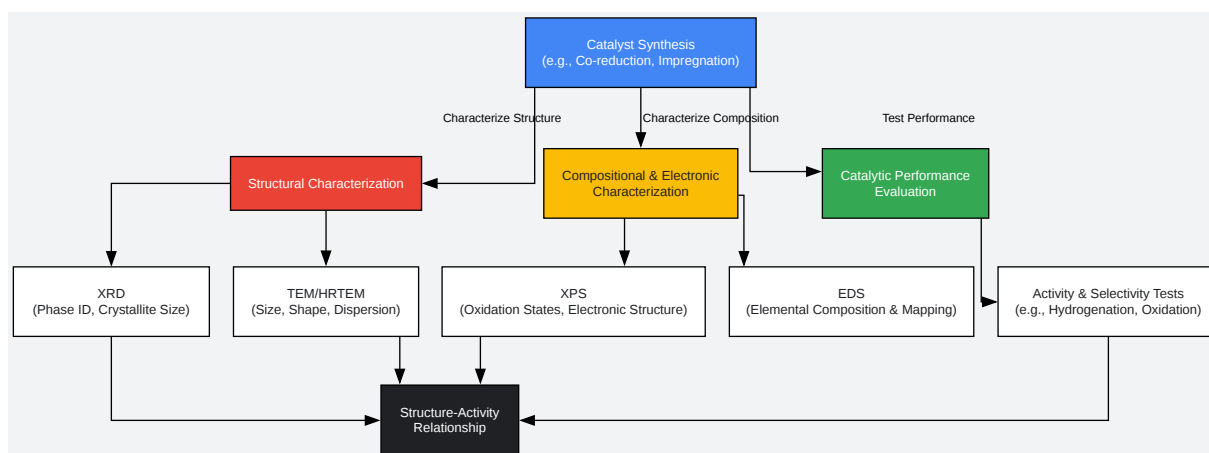 Catalyst Synthesis
(e.g., Co-reduction, Impregnation)
Characterize Structure
Characterize Composition
Test Performance
Structural Characterization
Compositional & Electronic
Characterization
Catalytic Performance
Evaluation
XRD
(Phase ID, Crystallite Size)
TEM/HRTEM
(Size, Shape, Dispersion)
XPS
(Oxidation States, Electronic Structure)
EDS
(Elemental Composition & Mapping)
Activity & Selectivity Tests
(e.g., Hydrogenation, Oxidation)
Structure-Activity
Relationship